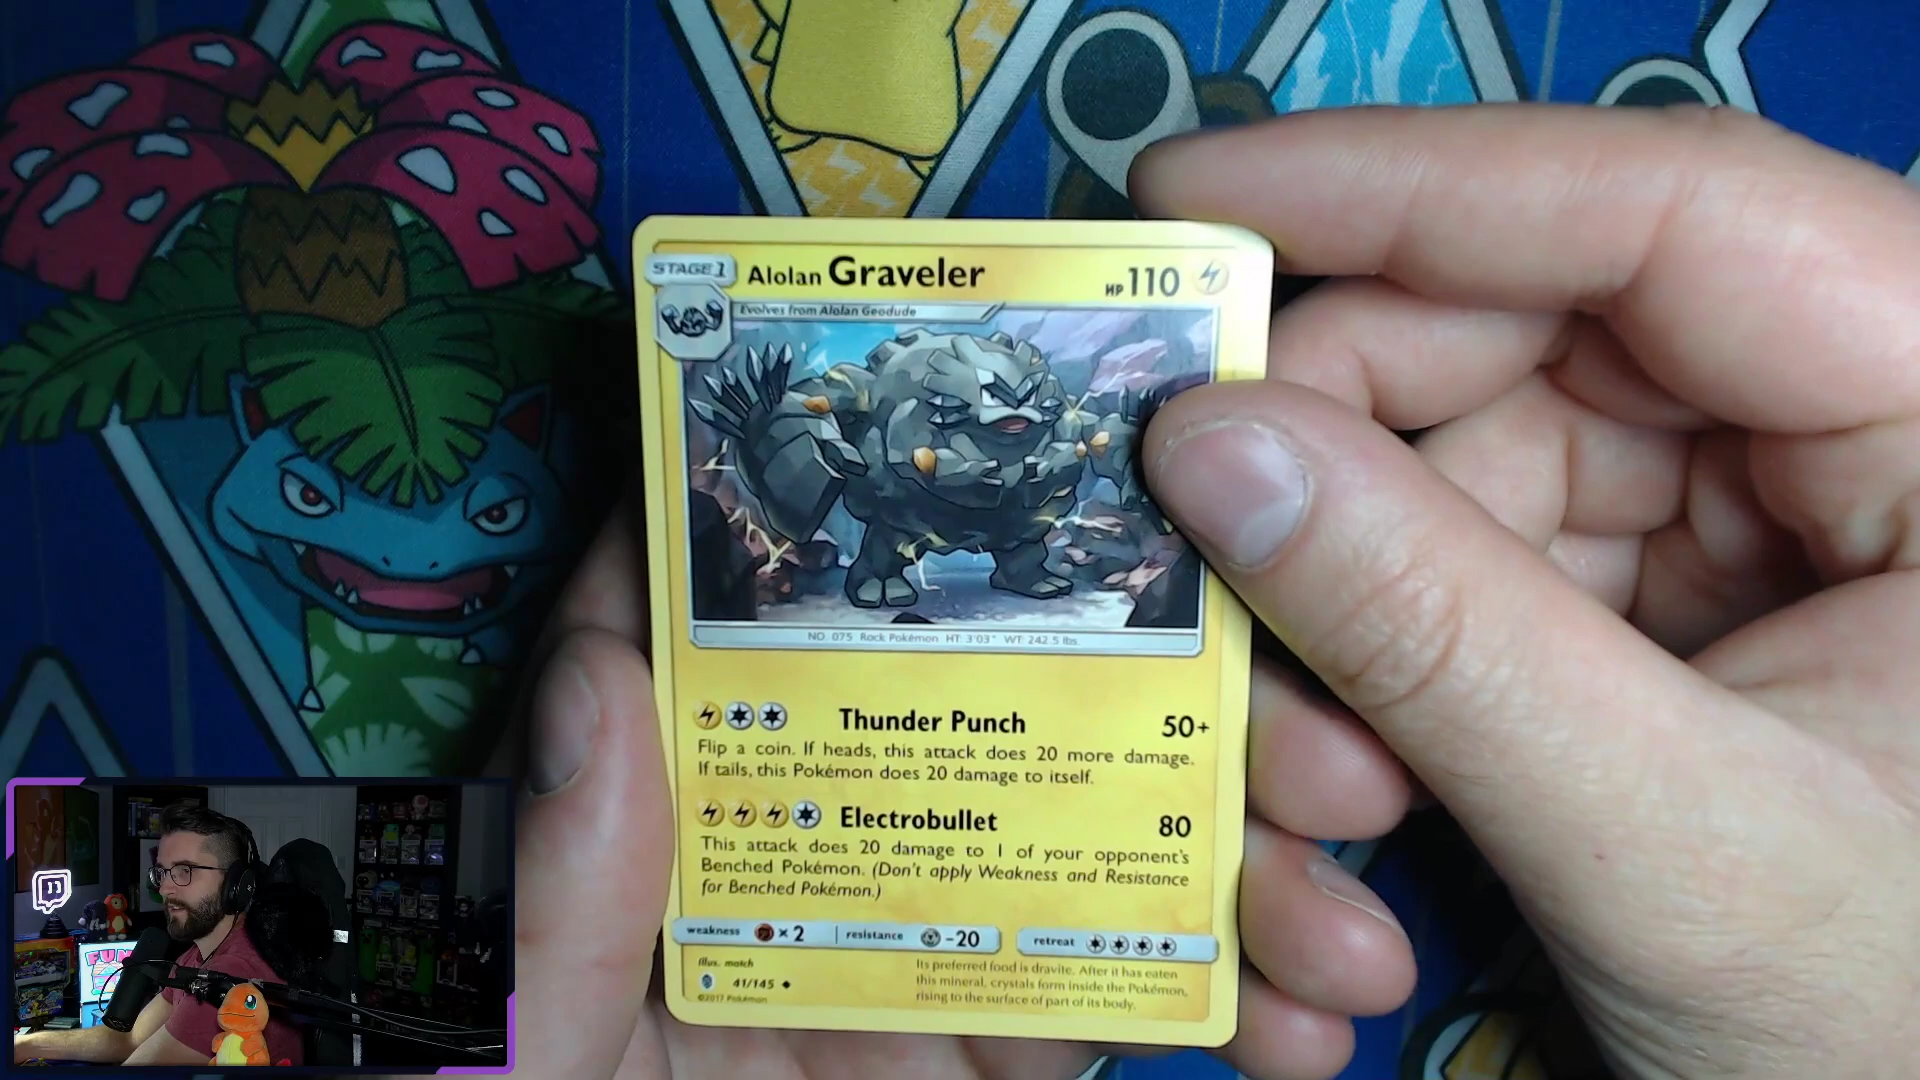 STAGE 1
Alolan Graveler
HP 110
Evolves from Alolan Geodude
NO. 075 Rock Pokémon HT: 3'03" WT: 242.5 lbs.
Thunder Punch 50+
Flip a coin. If heads, this attack does 20 more damage.
If tails, this Pokémon does 20 damage to itself.
Electrobullet 80
This attack does 20 damage to 1 of your opponent's
Benched Pokémon. (Don't apply Weakness and Resistance
for Benched Pokémon.)
weakness ×2 resistance -20 retreat
Illus. match
41/145
©2017 Pokémon
Its preferred food is dravite. After it has eaten
this mineral, crystals form inside the Pokémon,
rising to the surface of part of its body.
FUN